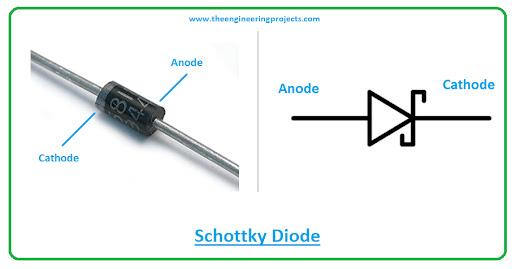 www.theengineeringprojects.com
Anode
Cathode
Anode
Cathode
Schottky Diode